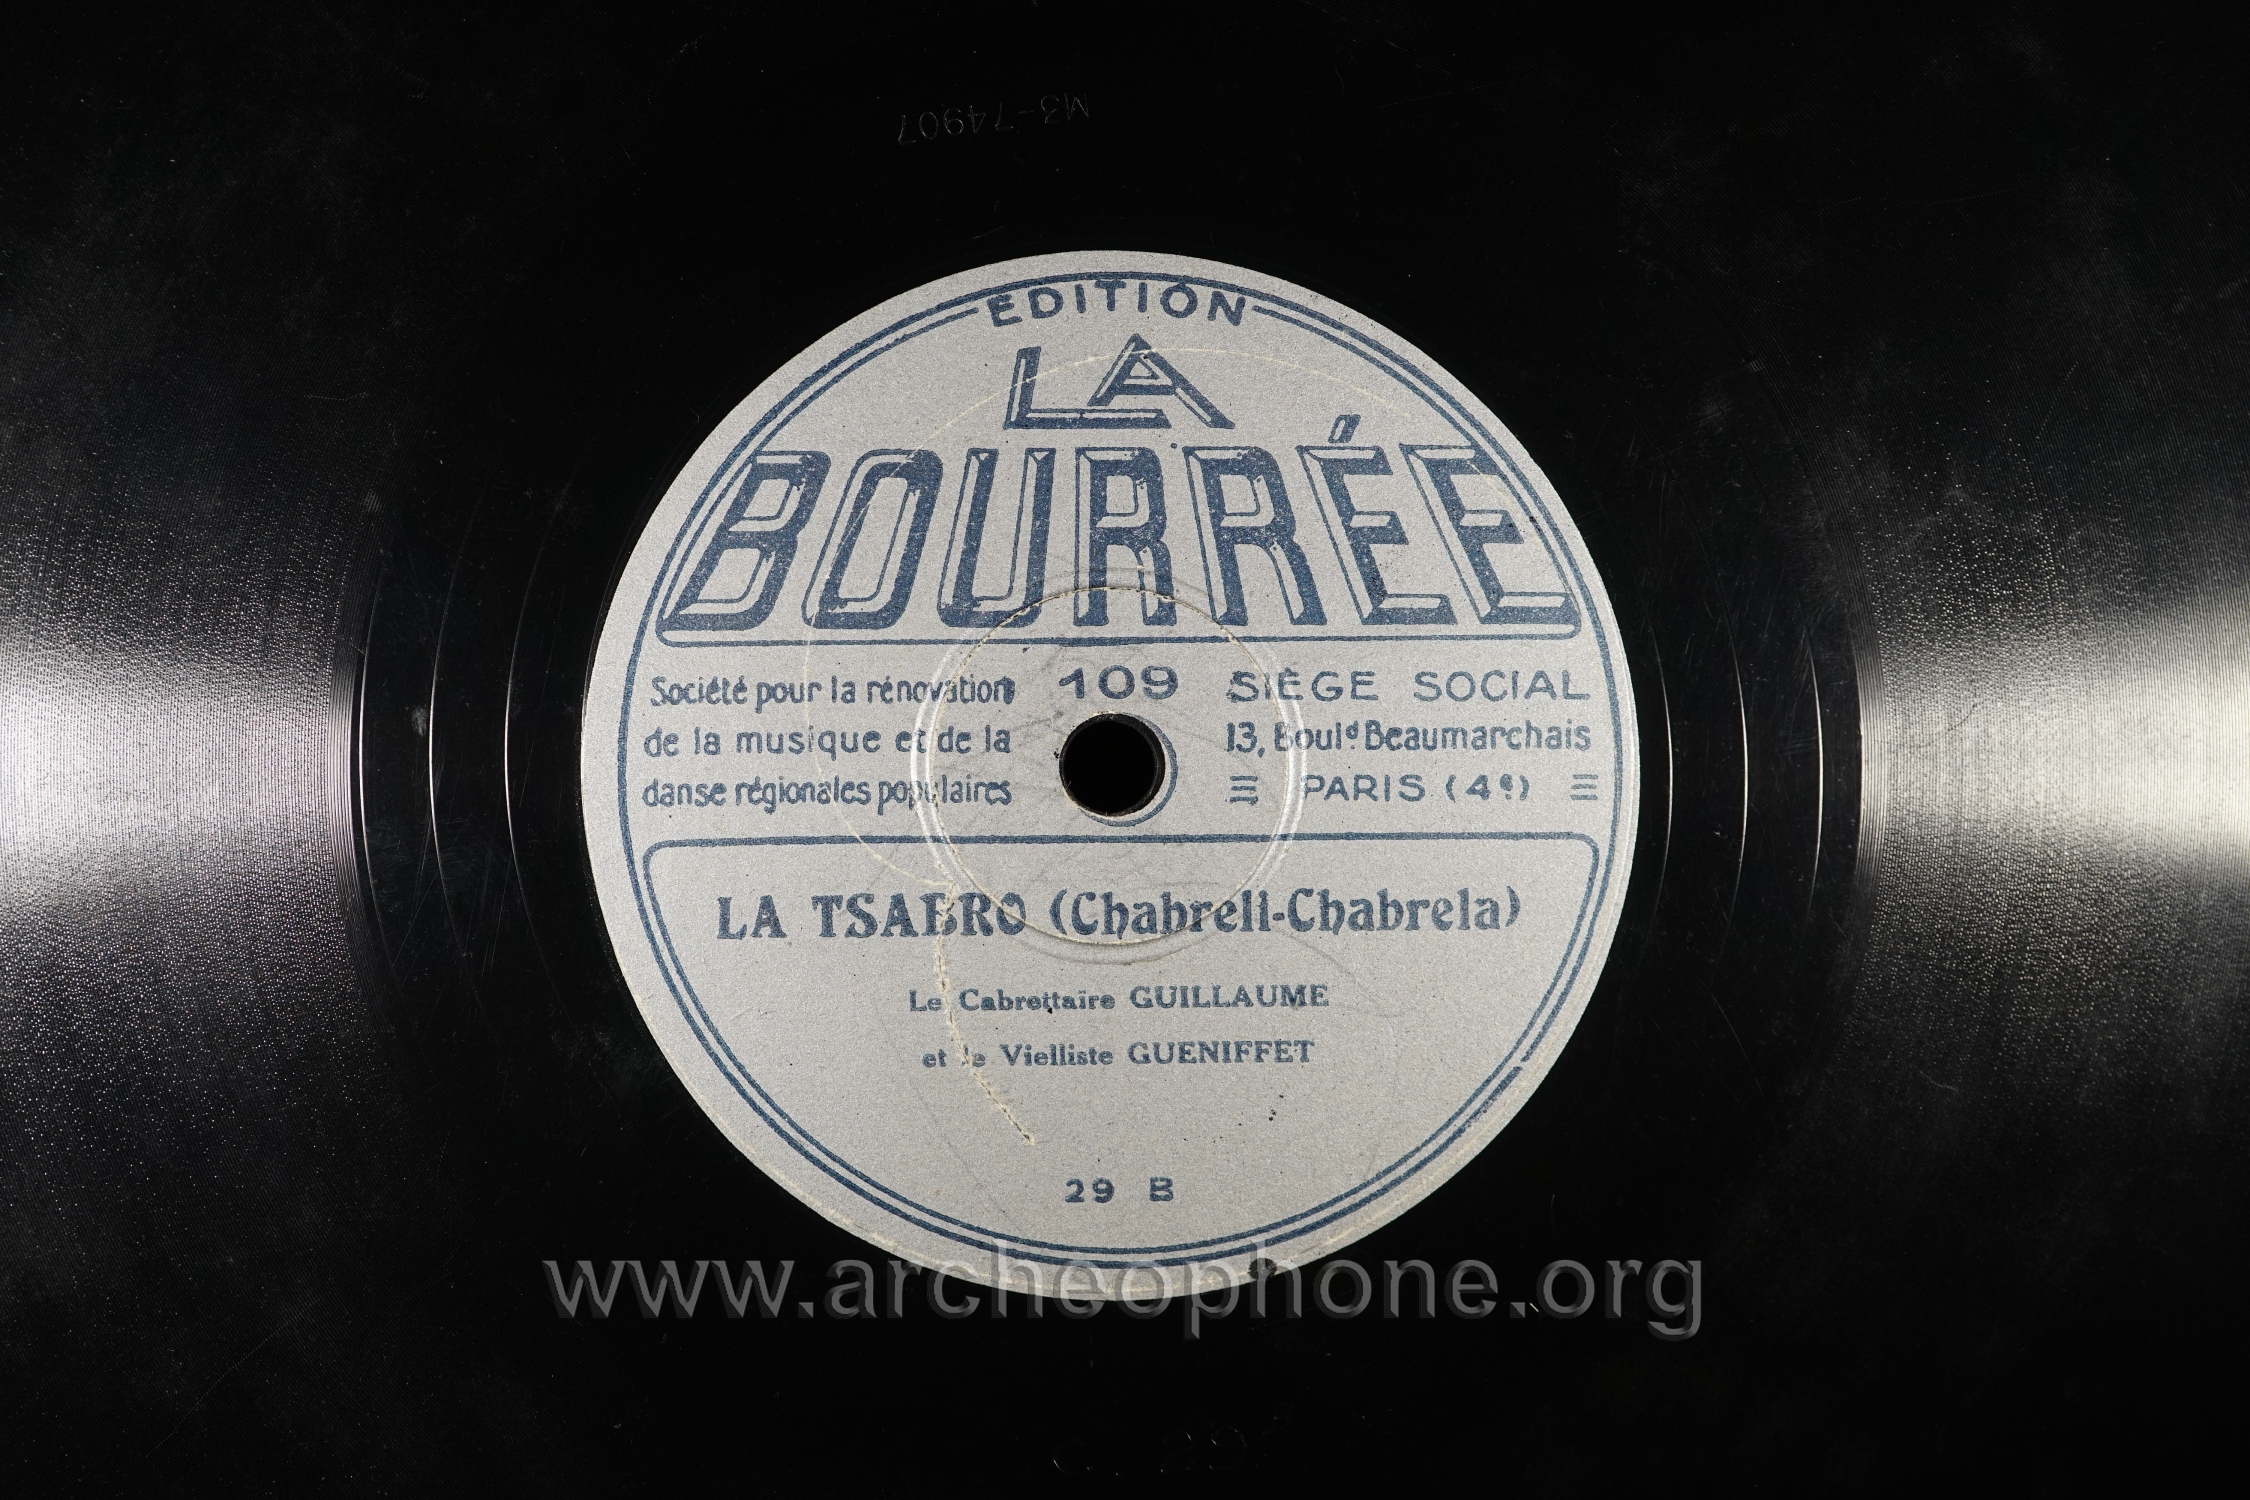 M3-74907
EDITION
LA
BOURRÉE
Société pour la rénovation
de la musique et de la
danse régionales populaires
109
SIÈGE SOCIAL
13, Boulᵈ Beaumarchais
PARIS (4ᵉ)
LA TSABRO (Chabreli-Chabrela)
Le Cabrettaire GUILLAUME
et le Vielliste GUENIFFET
29 B
www.archeophone.org